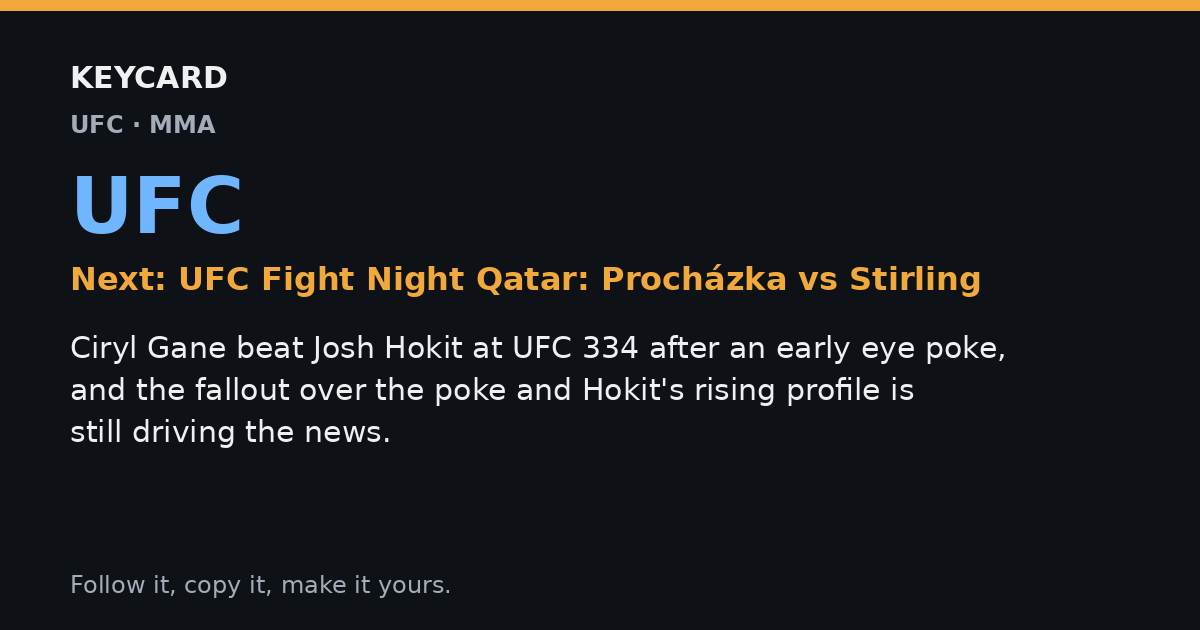 KEYCARD
UFC · MMA
UFC
Next: UFC Fight Night Qatar: Procházka vs Stirling
Ciryl Gane beat Josh Hokit at UFC 334 after an early eye poke,
and the fallout over the poke and Hokit's rising profile is
still driving the news.
Follow it, copy it, make it yours.